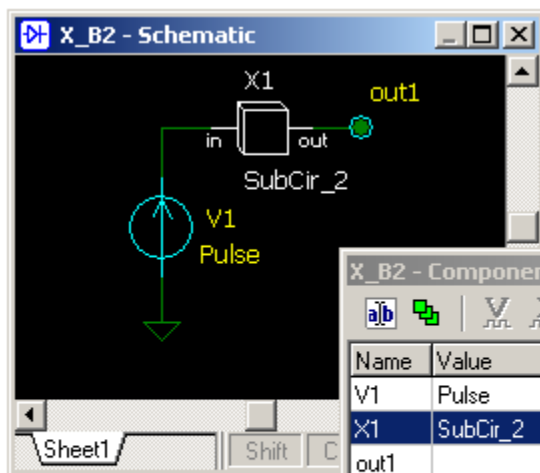 X_B2 - Schematic
X1
out1
in
out
SubCir_2
V1
Pulse
X_B2 - Componen
a|b
Name Value
V1 Pulse
X1 SubCir_2
out1
Sheet1
Shift
C